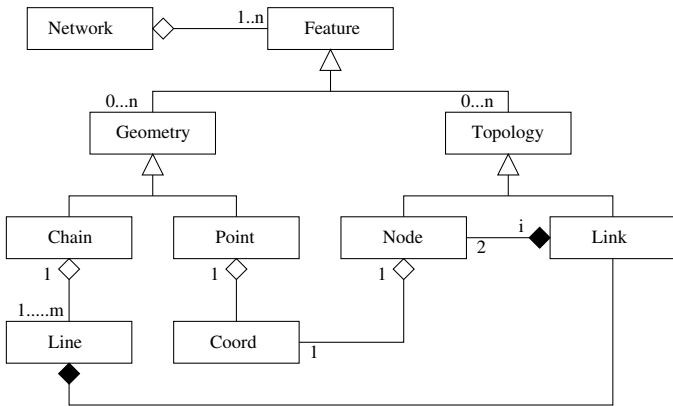 Network
1..n
Feature
0...n
0...n
Geometry
Topology
Chain
Point
Node
i
Link
2
1
1
1
1.....m
Line
Coord
1